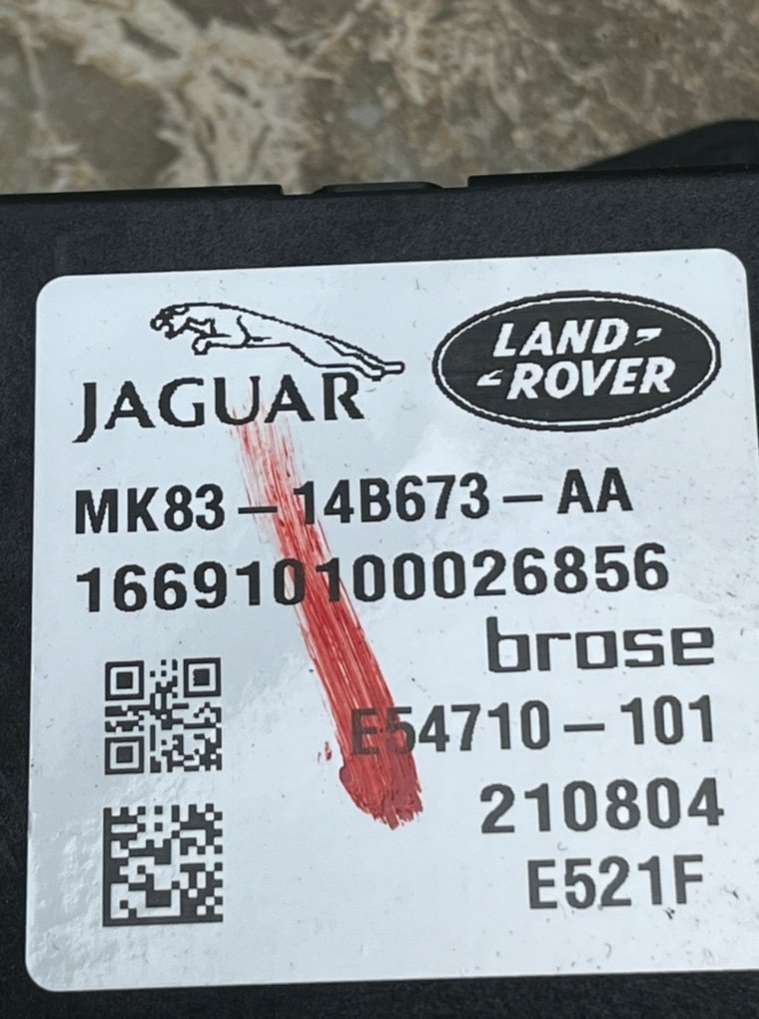 JAGUAR
LAND-
-ROVER
MK83-14B673-AA
166910100026856
brose
E54710-101
210804
E521F